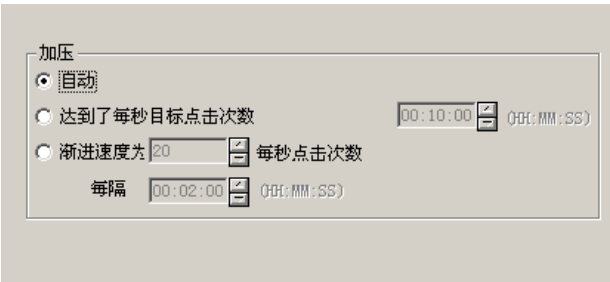 加压
自动
达到了每秒目标点击次数 00:10:00 (HH:MM:SS)
渐进速度为 20 每秒点击次数
每隔 00:02:00 (HH:MM:SS)